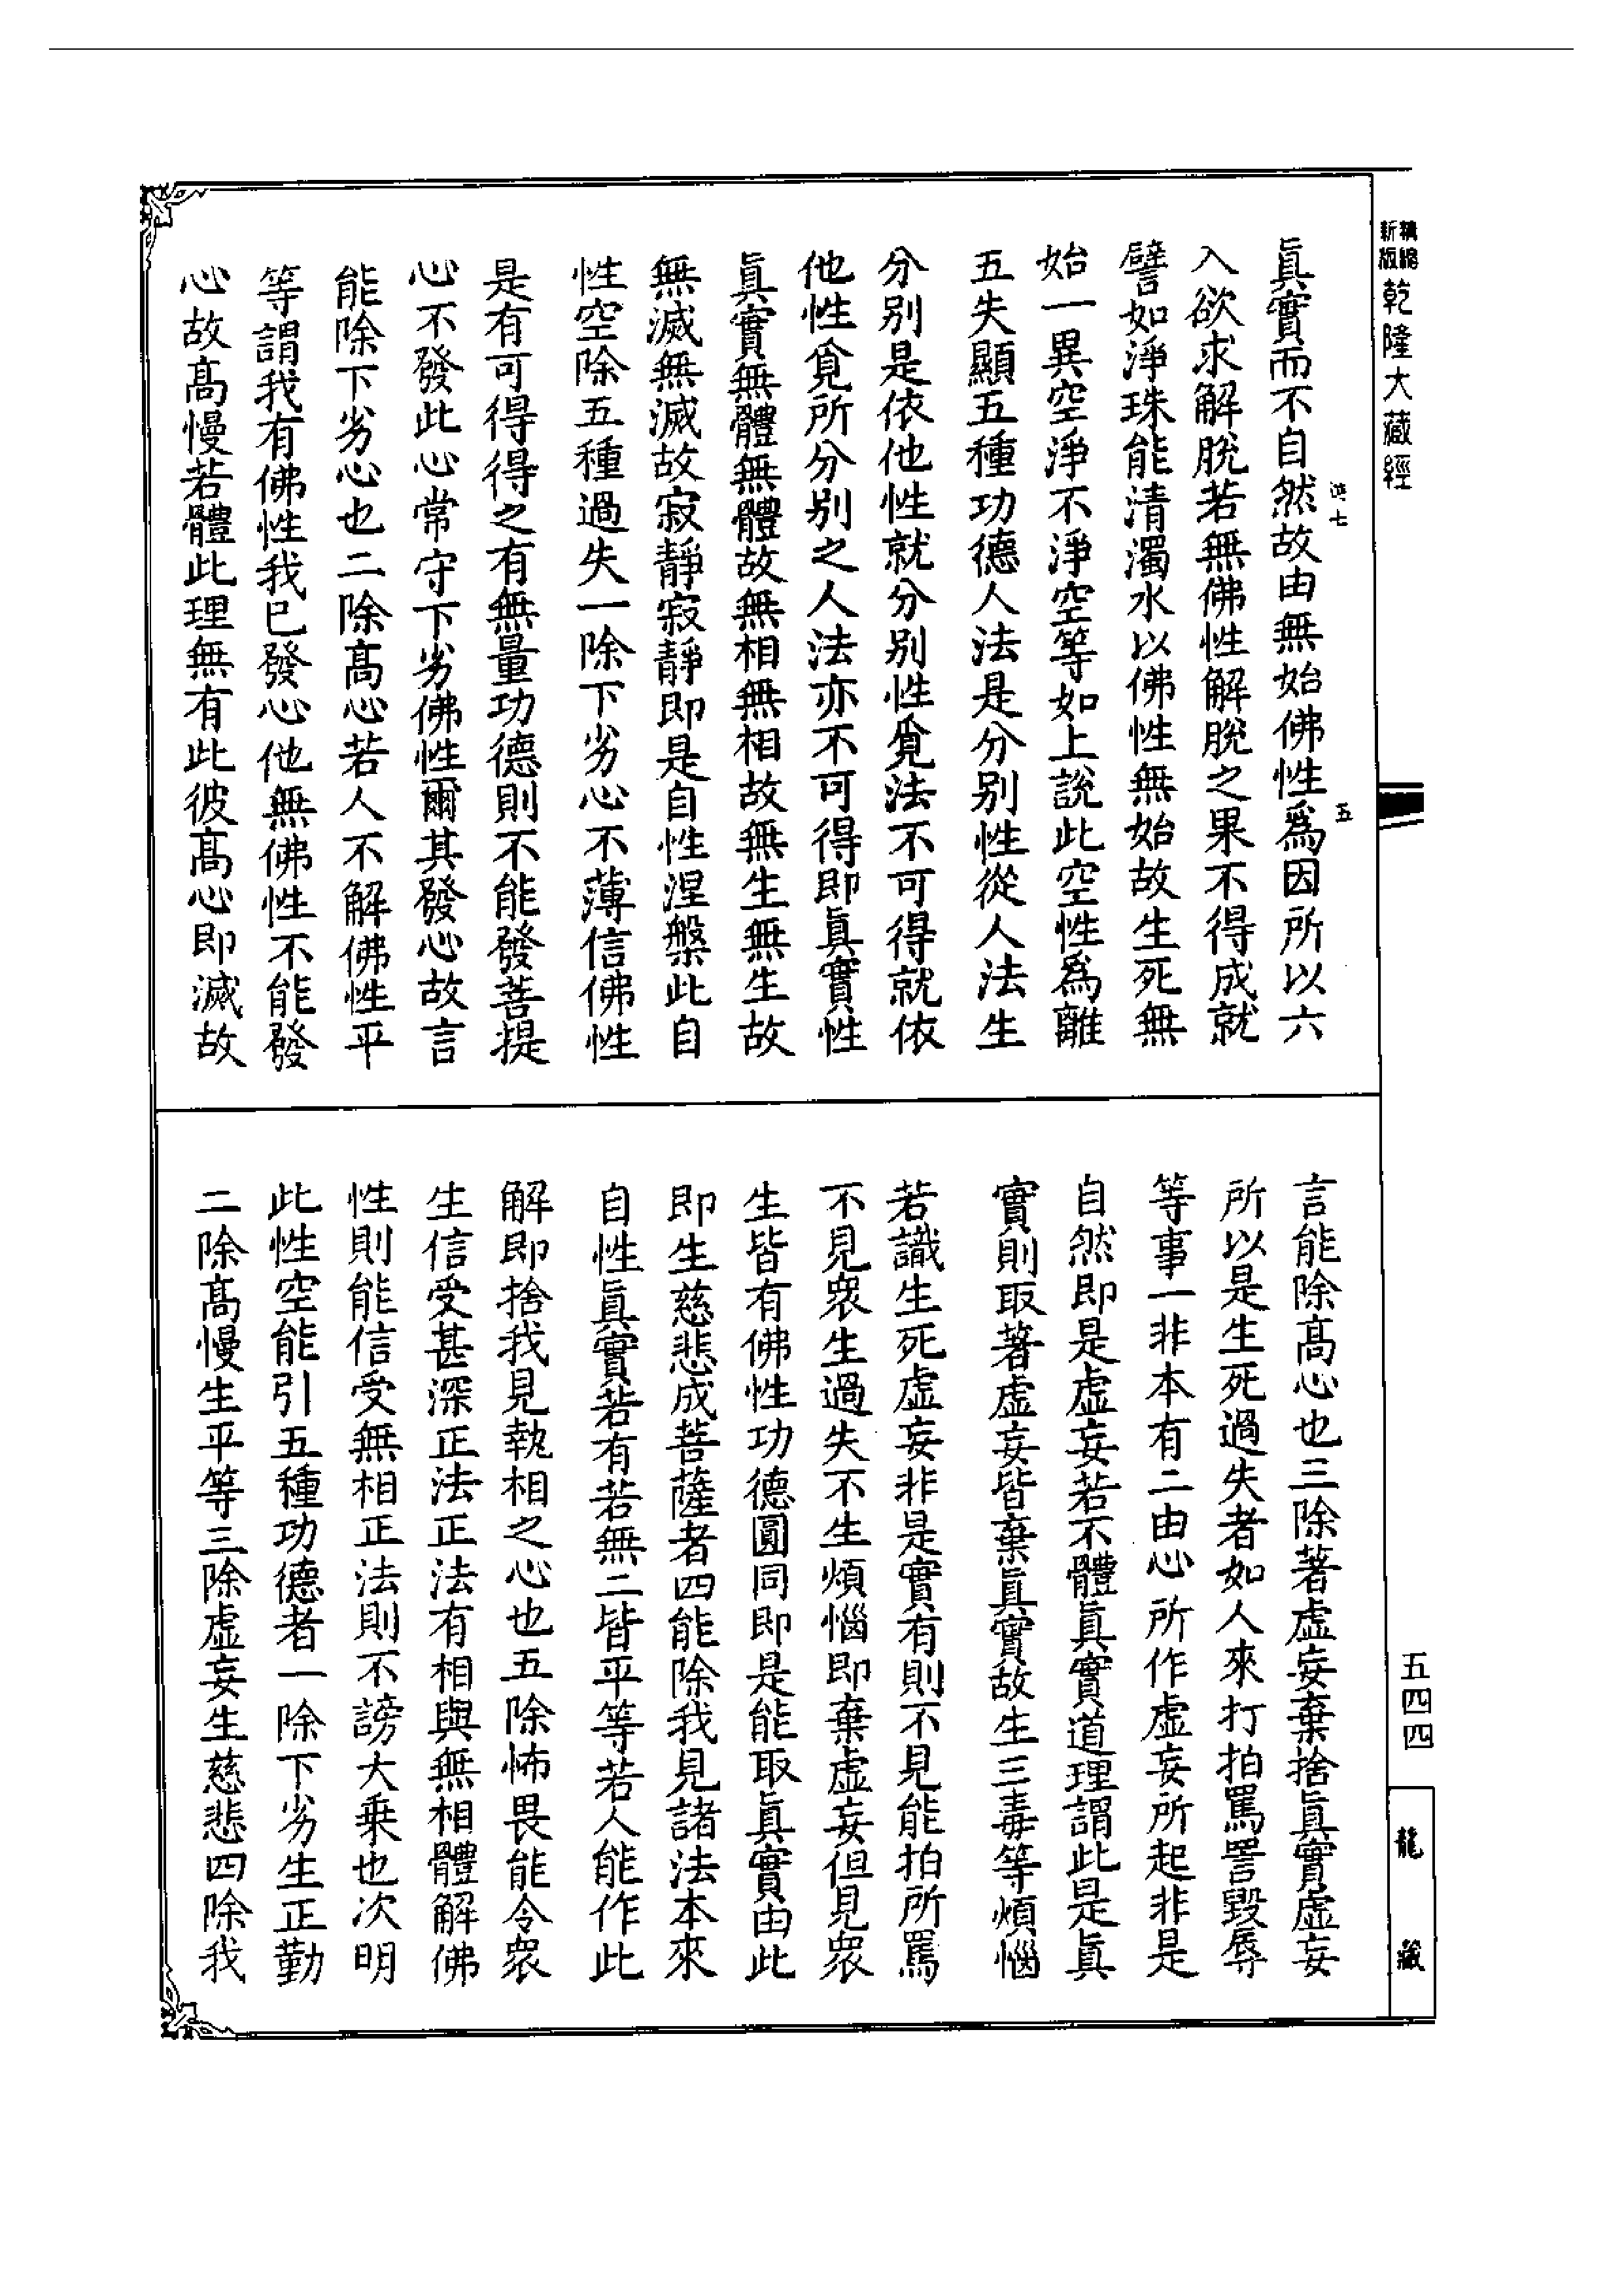 新編縮版乾隆大藏經
真實而不自然故由無始佛性爲因所以六
入欲求解脫若無佛性解脫之果不得成就
譬如淨珠能清濁水以佛性無始故生死無
始一異空淨不淨空等如上說此空性爲離
五失顯五種功德人法是分別性從人法生
分別是依他性就分別性覓法不可得就依
他性覓所分別之人法亦不可得即眞實性
眞實無體無體故無相無相故無生無生故
無滅無滅故寂靜寂靜即是自性涅槃此自
性空除五種過失一除下劣心不薄信佛性
是有可得得之有無量功德則不能發菩提
心不發此心常守下劣佛性爾其發心故言
能除下劣心也二除髙心若人不解佛性平
等謂我有佛性我已發心他無佛性不能發
心故髙慢若體此理無有此彼髙心即滅故
言能除髙心也三除著虛妄棄捨眞實虛妄
所以是生死過失者如人來打拍罵詈毀辱
等事一非本有二由心所作虛妄所起非是
自然即是虛妄若不體眞實道理謂此是眞
實則取著虛妄皆棄眞實故生三毒等煩惱
若識生死虛妄非是實有則不見能拍所罵
不見衆生過失不生煩惱即棄虛妄但見衆
生皆有佛性功德圓同即是能取眞實由此
即生慈悲成菩薩者四能除我見諸法本來
自性眞實若有若無二皆平等若人能作此
解即捨我見執相之心也五除怖畏能令衆
生信受甚深正法正法有相與無相體解佛
性則能信受無相正法則不謗大乘也次明
此性空能引五種功德者一除下劣生正勤
二除髙慢生平等三除虛妄生慈悲四除我
五四四
龍藏